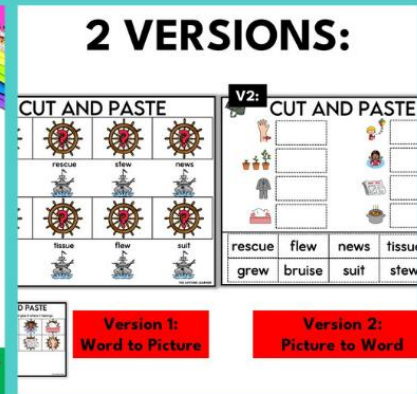 2 VERSIONS:
CUT AND PASTE
rescue stew news
tissue flew suit
V2:
CUT AND PASTE
rescue flew news tissue
grew bruise suit stew
D PASTE
Version 1:
Word to Picture
Version 2:
Picture to Word